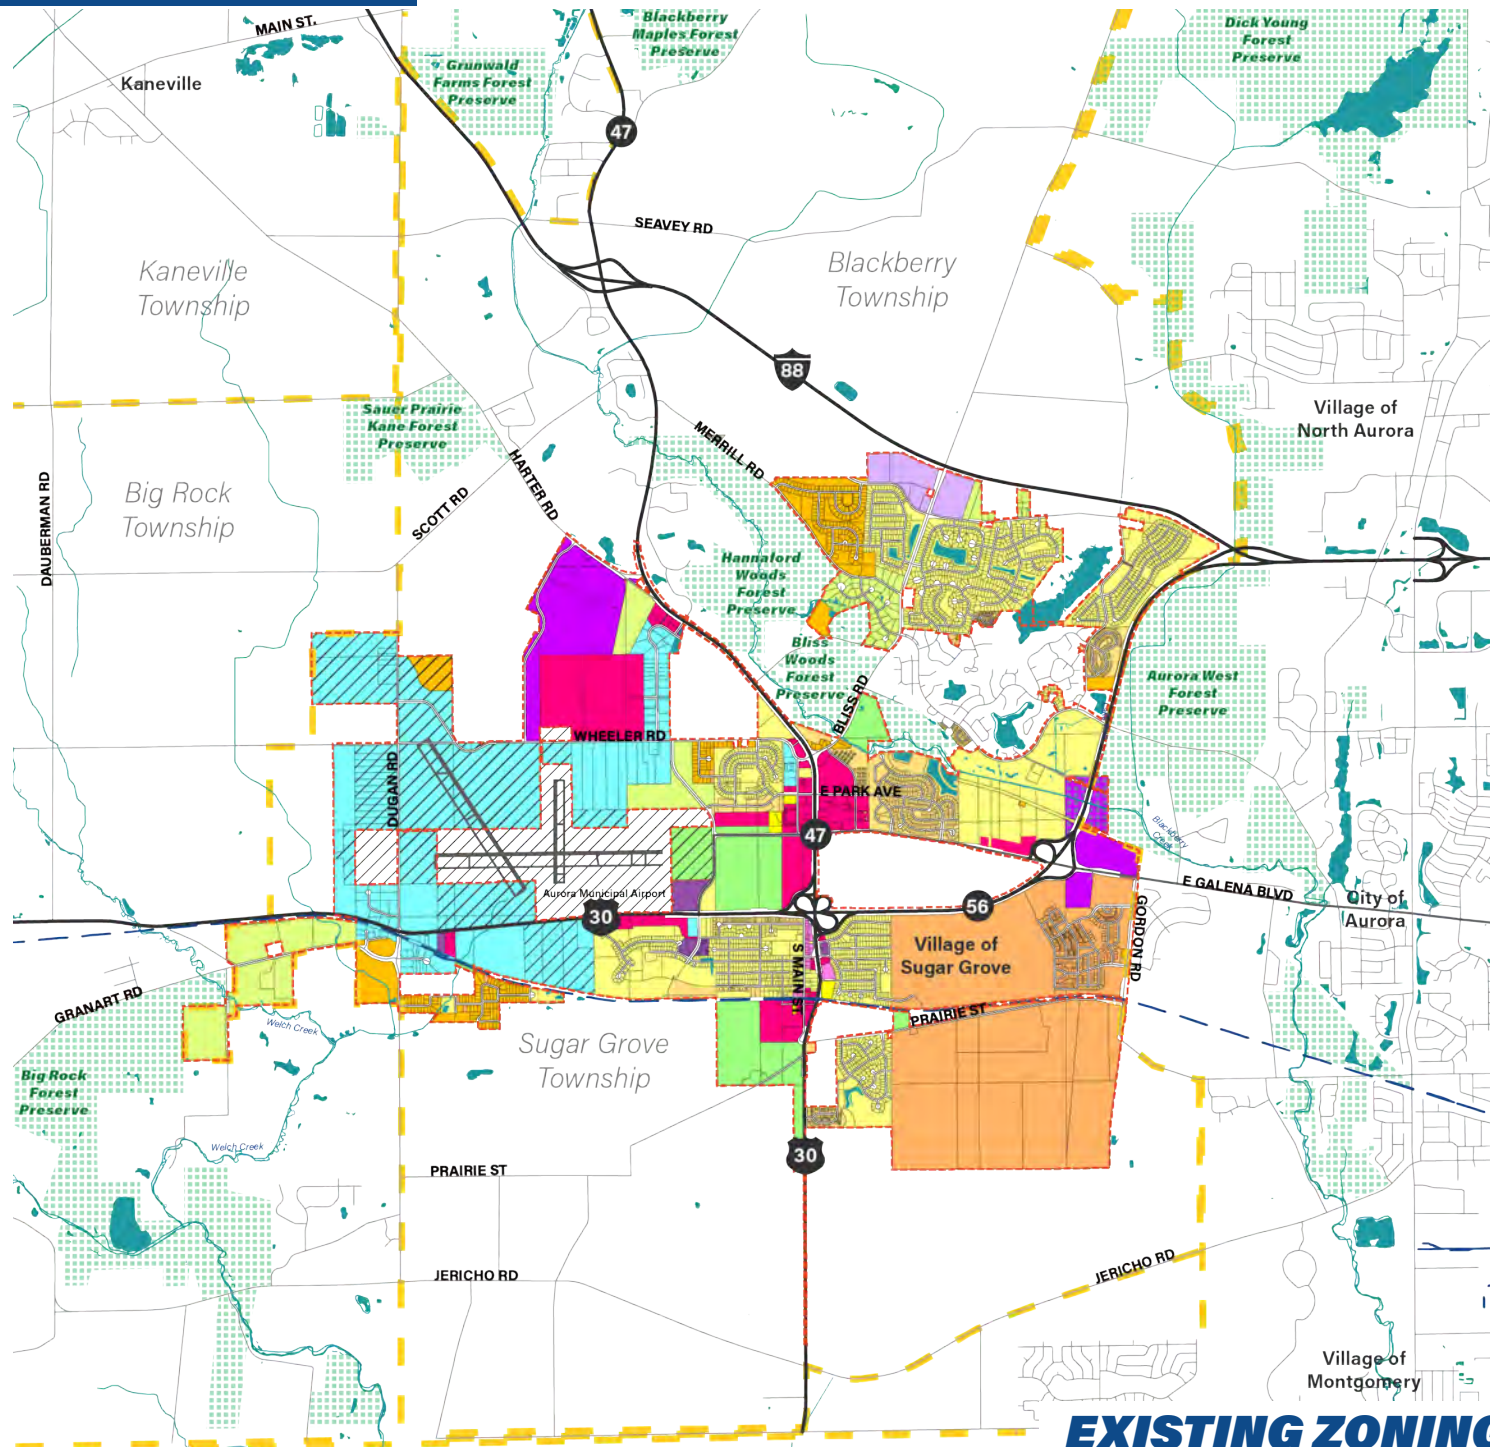 MAIN ST.
Kaneville
Grunwald
Farms Forest
Preserve
Blackberry
Maples Forest
Preserve
Dick Young
Forest
Preserve
47
SEAVEY RD
Kaneville
Township
Blackberry
Township
88
Sauer Prairie
Kane Forest
Preserve
MERRILL RD
Village of
North Aurora
HARTER RD
SCOTT RD
DAUBERMAN RD
Big Rock
Township
Hannaford
Woods
Forest
Preserve
Bliss
Woods
Forest
Preserve
BLISS RD
Aurora West
Forest
Preserve
WHEELER RD
DUGAN RD
E PARK AVE
47
Blackberry
Creek
Aurora Municipal Airport
30
56
E GALENA BLVD
City of
Aurora
GORDON RD
Village of
Sugar Grove
S MAIN ST.
GRANART RD
Welch Creek
PRAIRIE ST
Sugar Grove
Township
Big Rock
Forest
Preserve
Welch Creek
30
PRAIRIE ST
JERICHO RD
JERICHO RD
Village of
Montgomery
EXISTING ZONING